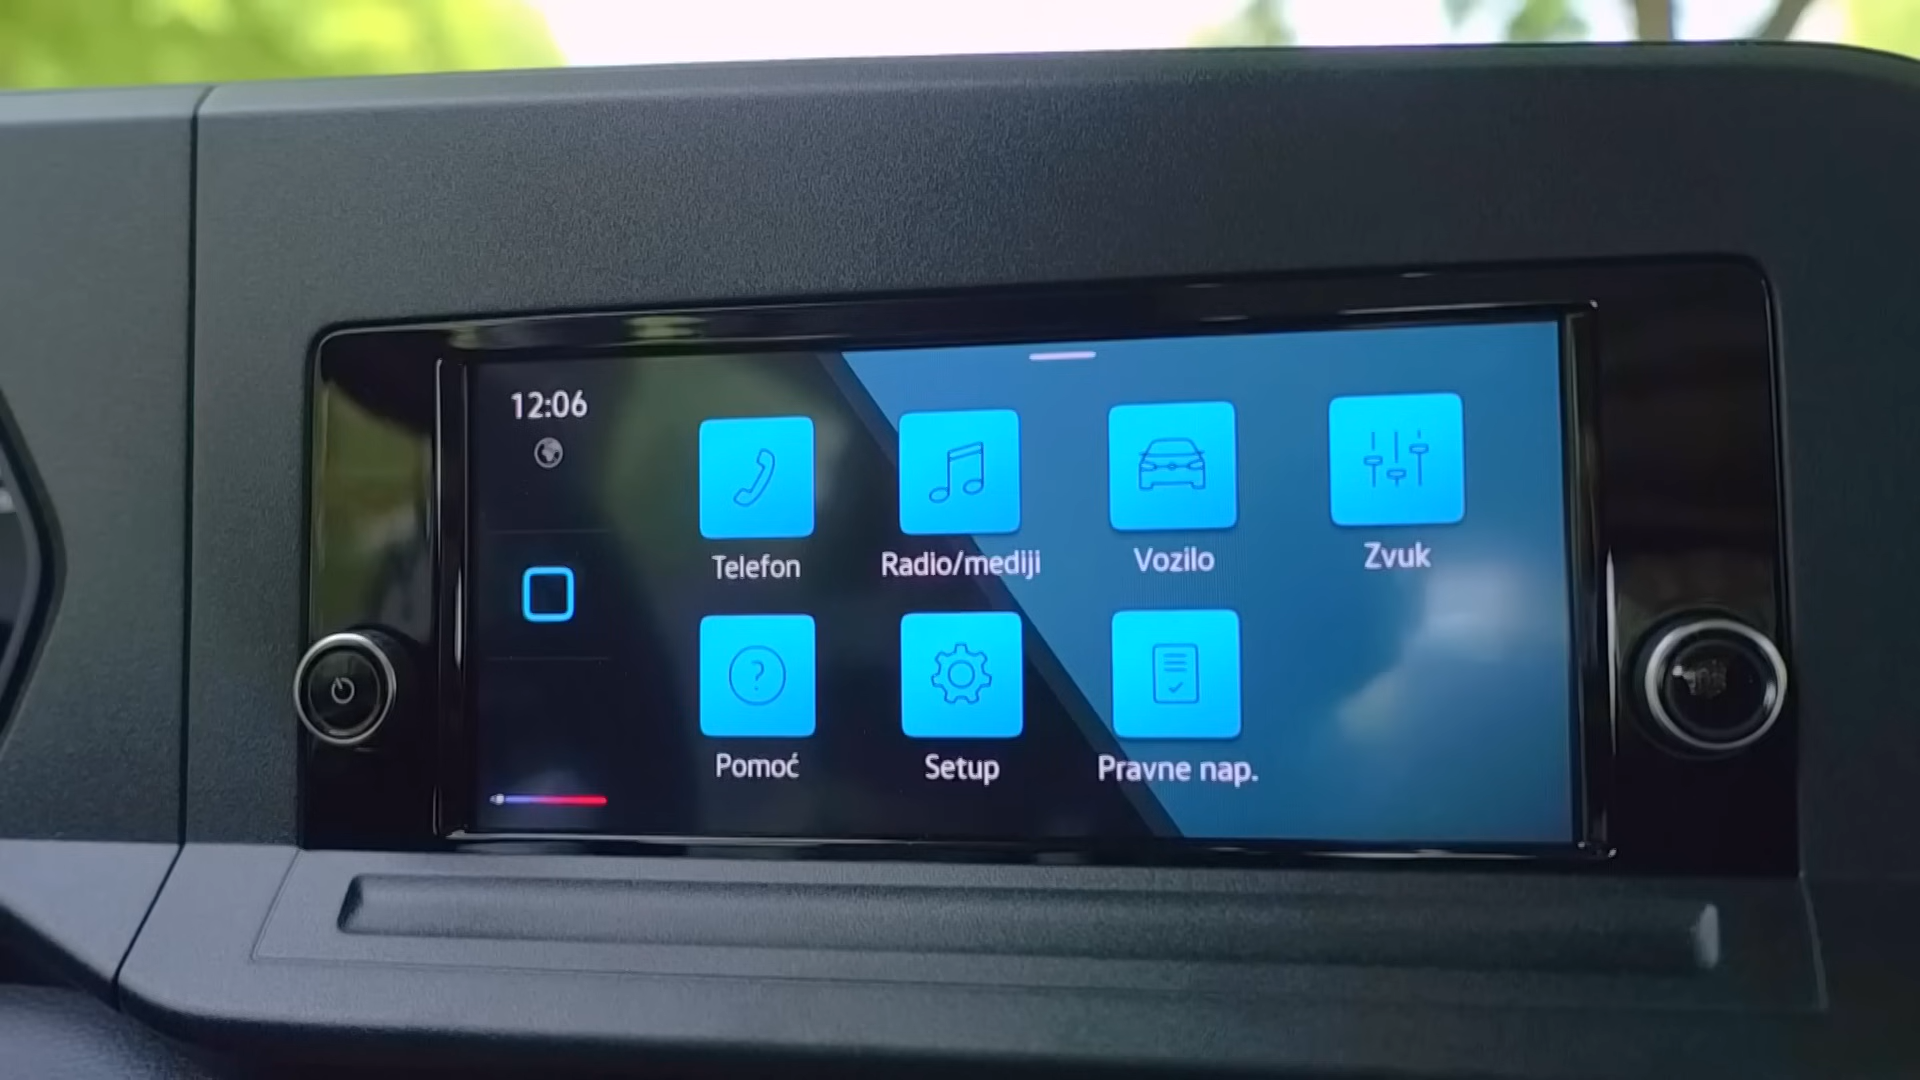 12:06
Telefon
Radio/mediji
Vozilo
Zvuk
Pomoć
Setup
Pravne nap.